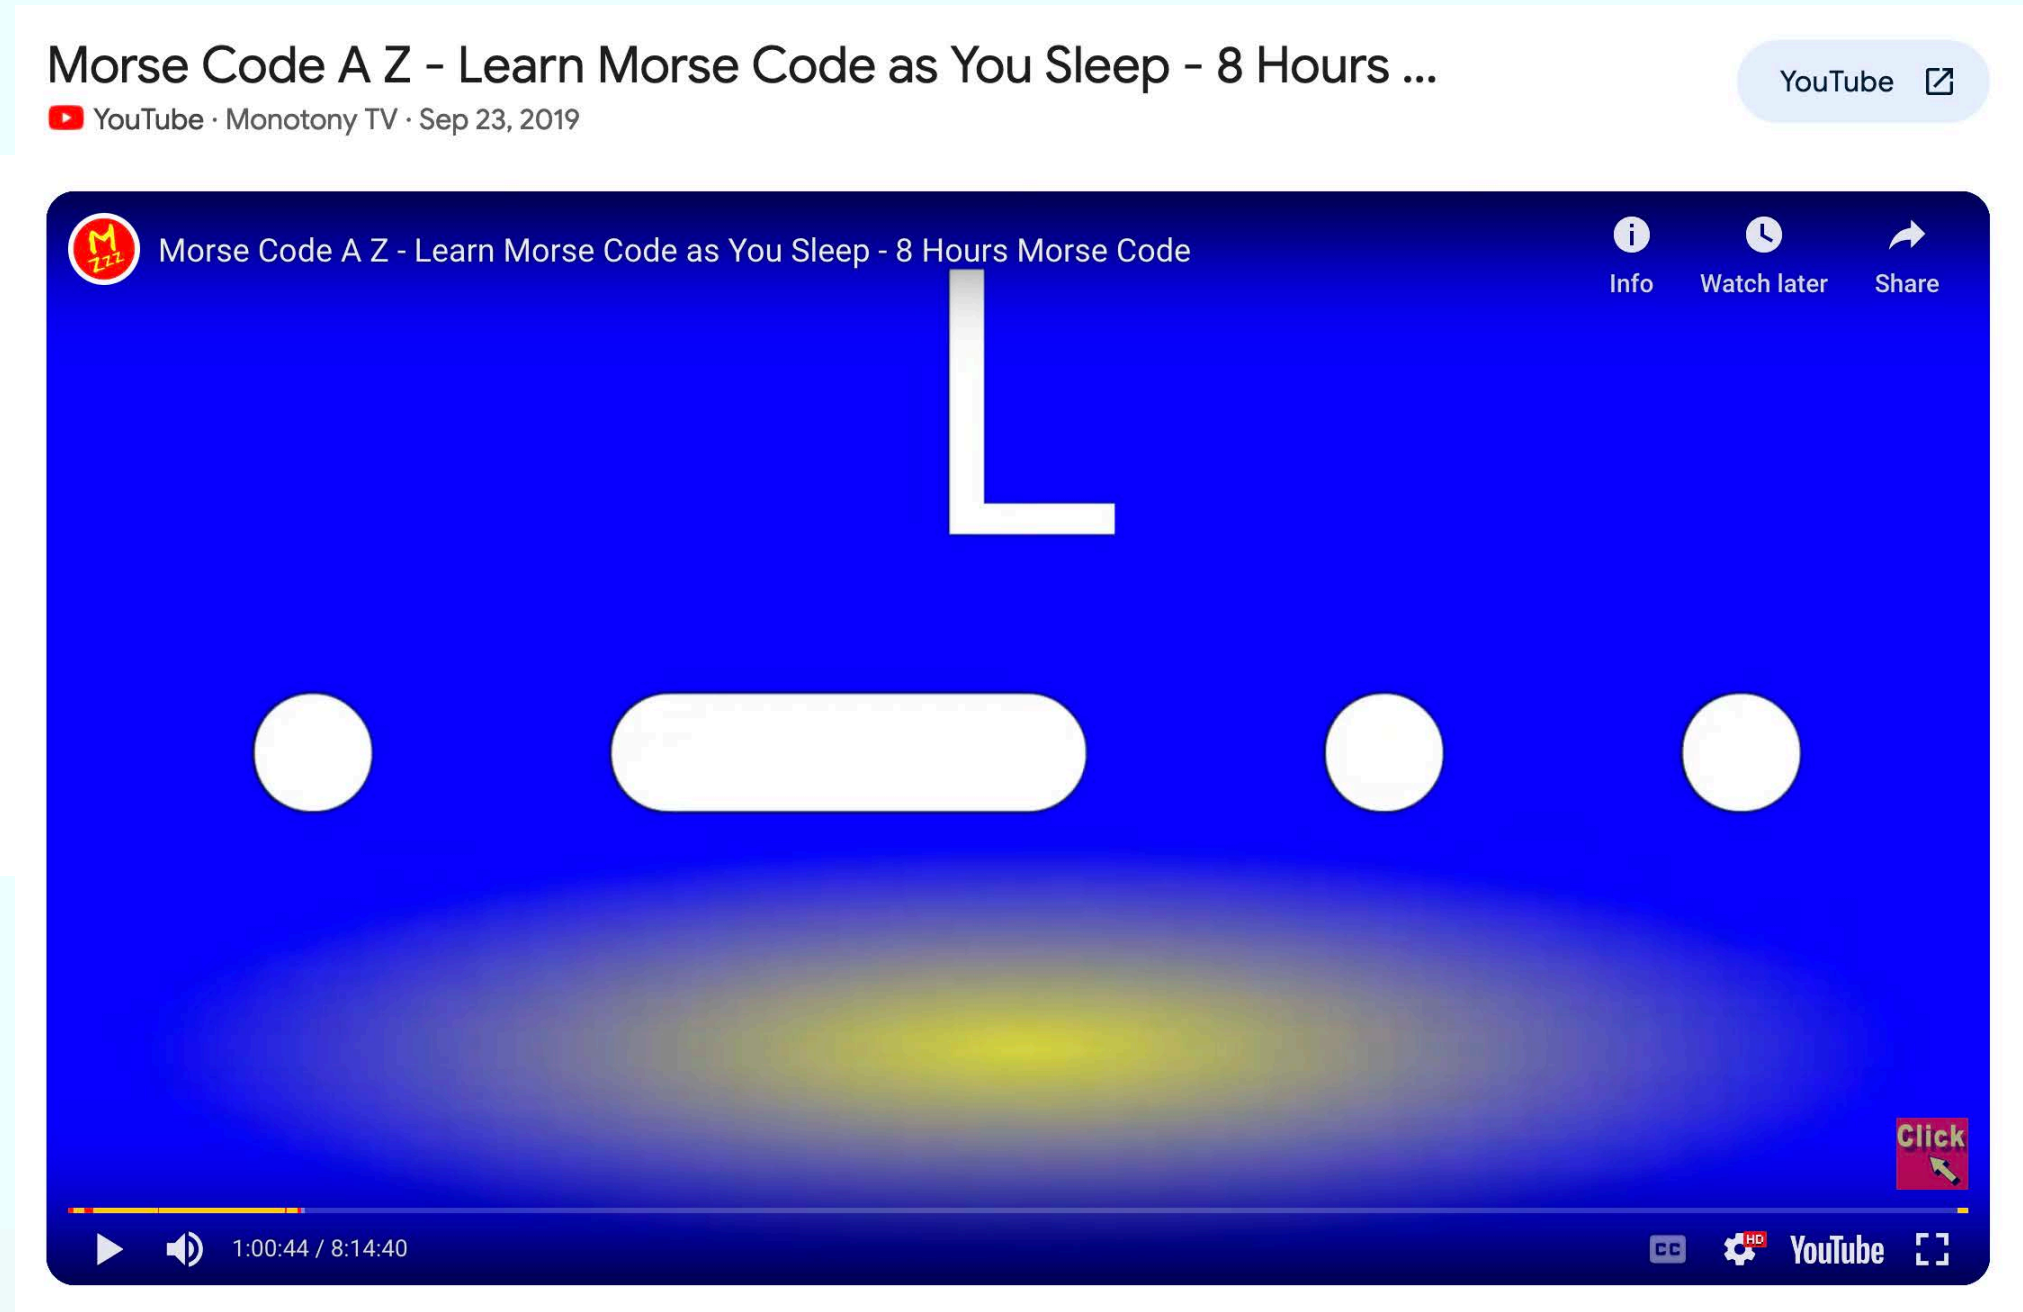 Morse Code A Z - Learn Morse Code as You Sleep - 8 Hours ...
YouTube
YouTube · Monotony TV · Sep 23, 2019
M
zzz
Morse Code A Z - Learn Morse Code as You Sleep - 8 Hours Morse Code
Info
Watch later
Share
L
Click
1:00:44 / 8:14:40
CC
HD
YouTube